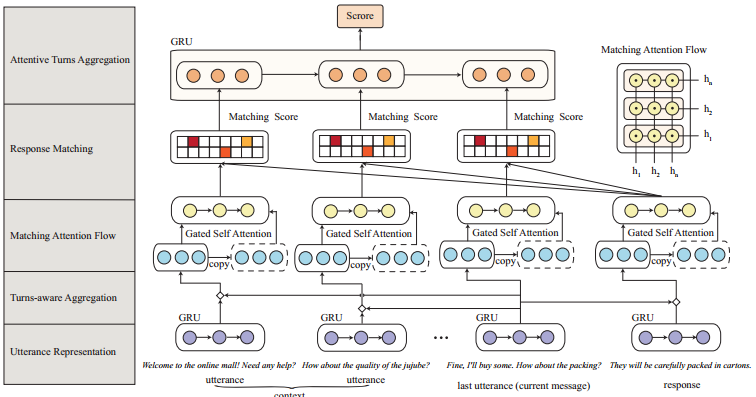 Score
GRU
Attentive Turns Aggregation
Matching Attention Flow
h_n
h_2
h_1
h_1 h_2 h_n
Matching Score
Matching Score
Matching Score
Response Matching
Gated Self Attention
Gated Self Attention
Gated Self Attention
Gated Self Attention
Matching Attention Flow
copy
copy
copy
copy
Turns-aware Aggregation
GRU
GRU
GRU
GRU
Utterance Representation
...
Welcome to the online mall! Need any help?
How about the quality of the jujube?
Fine, I'll buy some. How about the packing?
They will be carefully packed in cartons.
utterance
utterance
last utterance (current message)
response
context